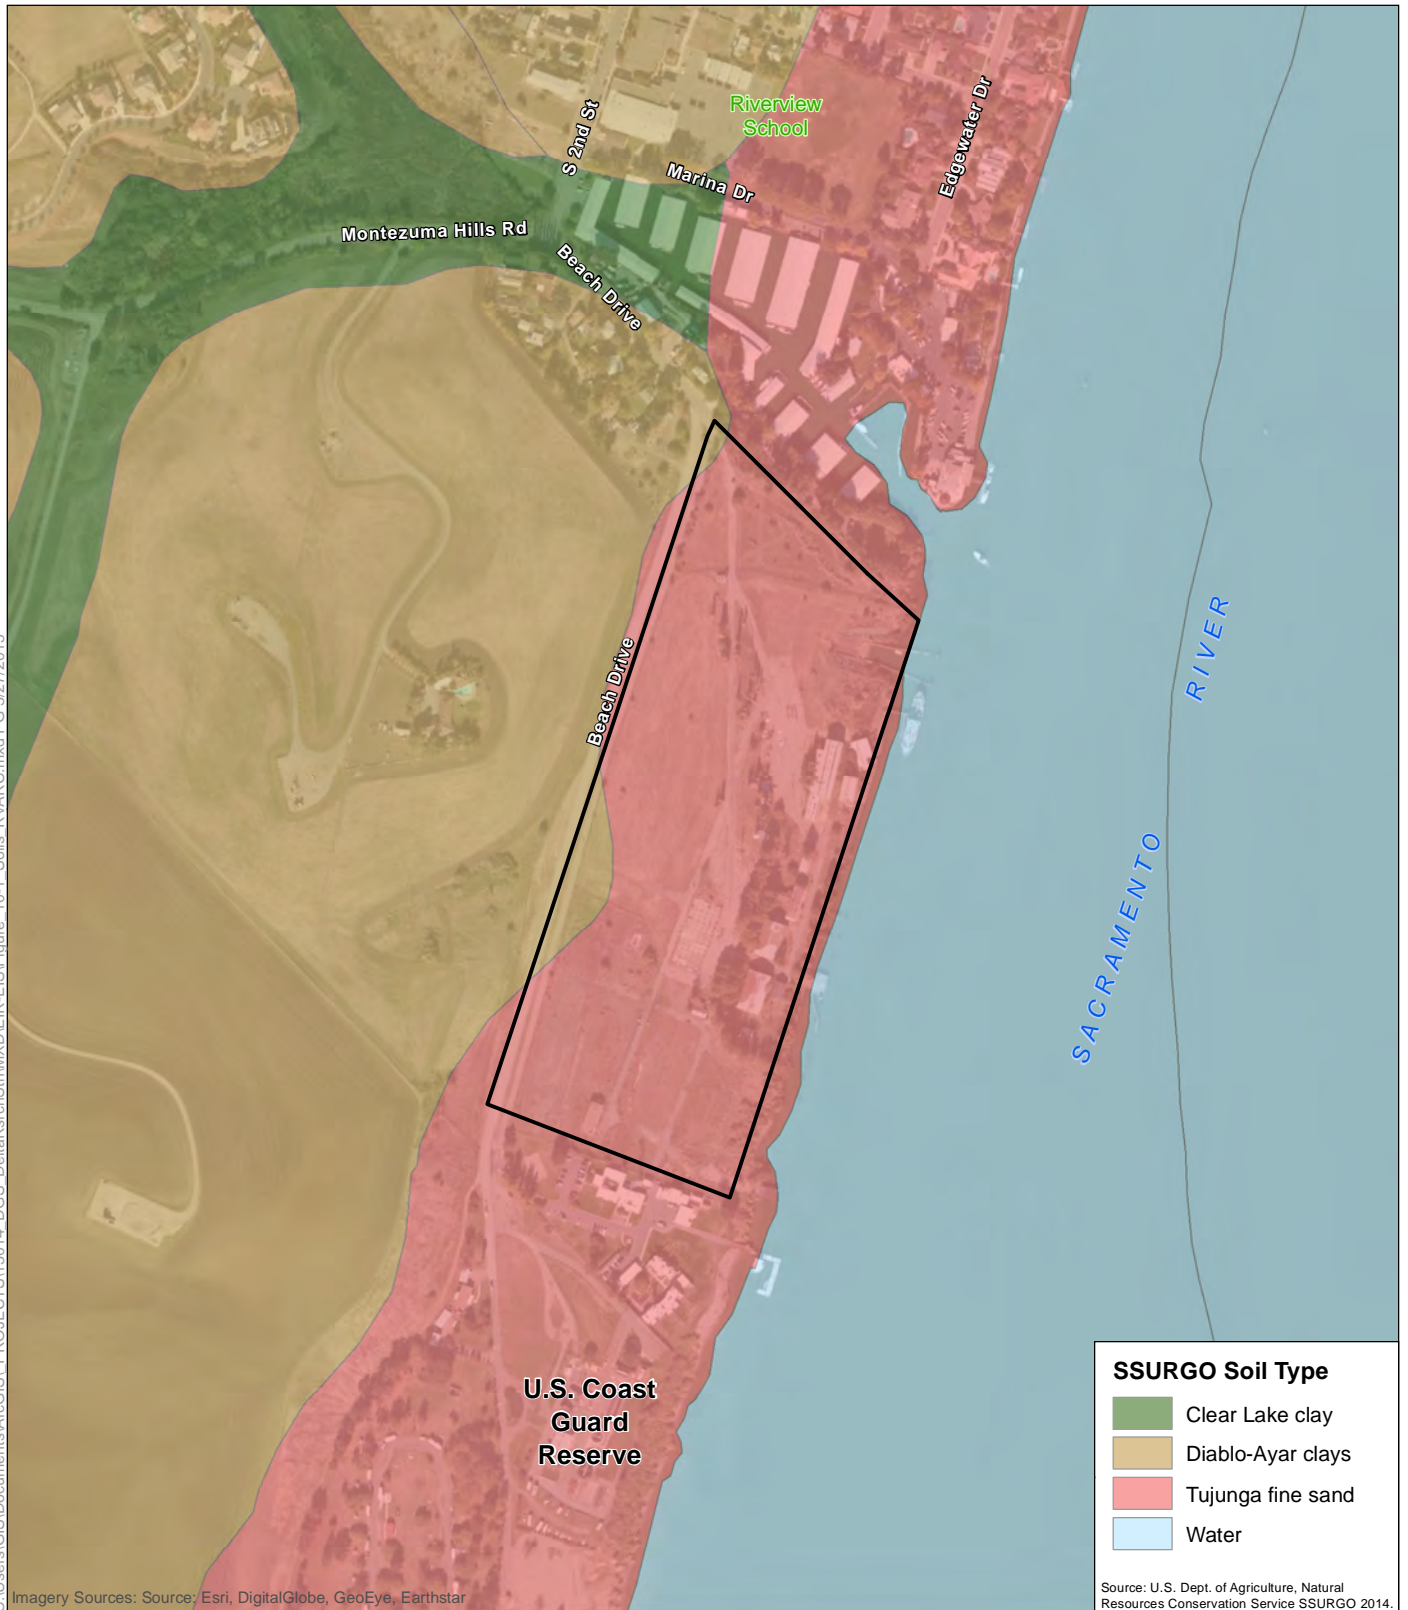 Riverview
School
S 2nd St
Marina Dr
Edgewater Dr
Montezuma Hills Rd
Beach Drive
Beach Drive
RIVER
SACRAMENTO
U.S. Coast
Guard
Reserve
SSURGO Soil Type
Clear Lake clay
Diablo-Ayar clays
Tujunga fine sand
Water
Source: U.S. Dept. of Agriculture, Natural
Resources Conservation Service SSURGO 2014.
Imagery Sources: Source: Esri, DigitalGlobe, GeoEye, Earthstar